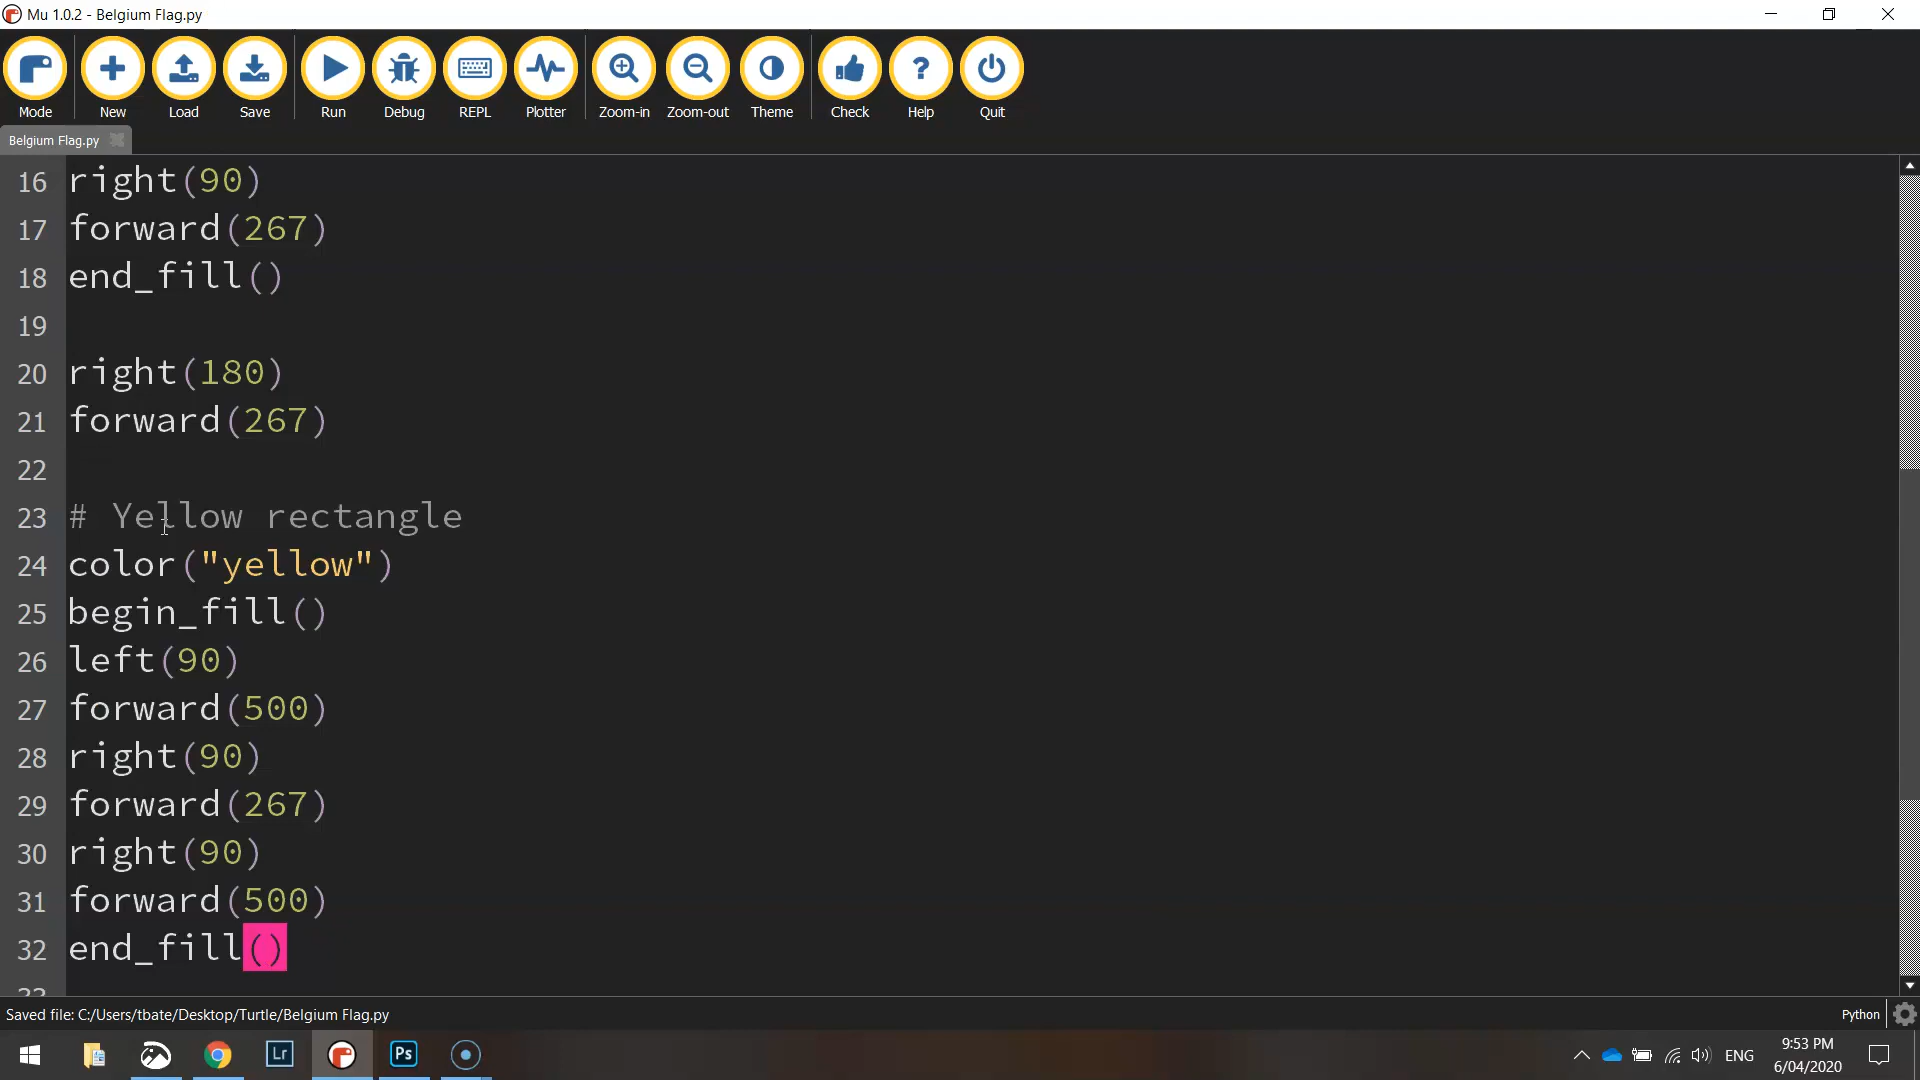 Mu 1.0.2 - Belgium Flag.py
Mode New Load Save Run Debug REPL Plotter Zoom-in Zoom-out Theme Check Help Quit
Belgium Flag.py
16 right(90)
17 forward(267)
18 end_fill()
19
20 right(180)
21 forward(267)
22
23 # Yellow rectangle
24 color("yellow")
25 begin_fill()
26 left(90)
27 forward(500)
28 right(90)
29 forward(267)
30 right(90)
31 forward(500)
32 end_fill()
Saved file: C:/Users/tbate/Desktop/Turtle/Belgium Flag.py
Python
Lr
Ps
ENG
9:53 PM
6/04/2020